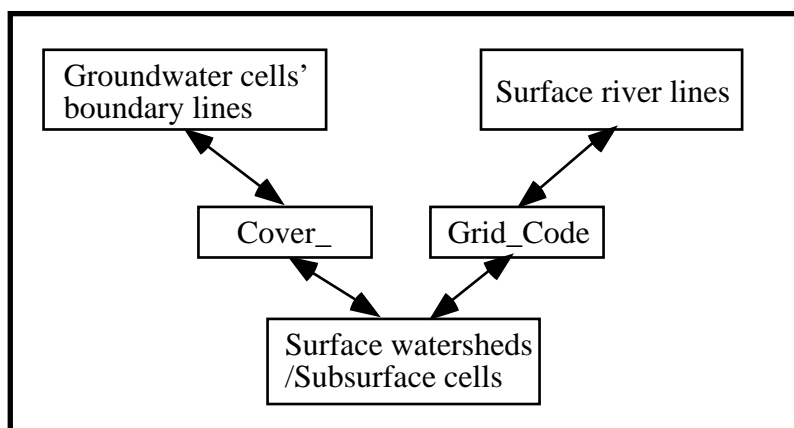 Groundwater cells’
boundary lines
Surface river lines
Cover_
Grid_Code
Surface watersheds
/Subsurface cells